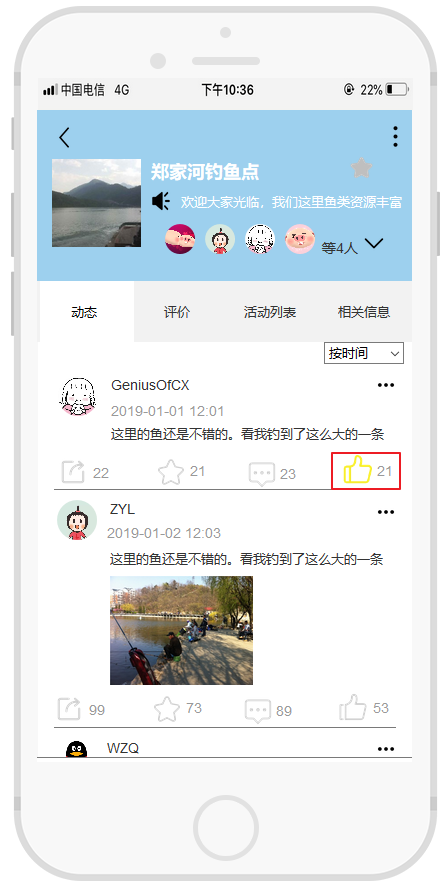 中国电信 4G 下午10:36 22%
郑家河钓鱼点
欢迎大家光临，我们这里鱼类资源丰富
等4人
动态 评价 活动列表 相关信息
按时间
GeniusOfCX
2019-01-01 12:01
这里的鱼还是不错的。看我钓到了这么大的一条
22 21 23 21
ZYL
2019-01-02 12:03
这里的鱼还是不错的。看我钓到了这么大的一条
99 73 89 53
WZQ